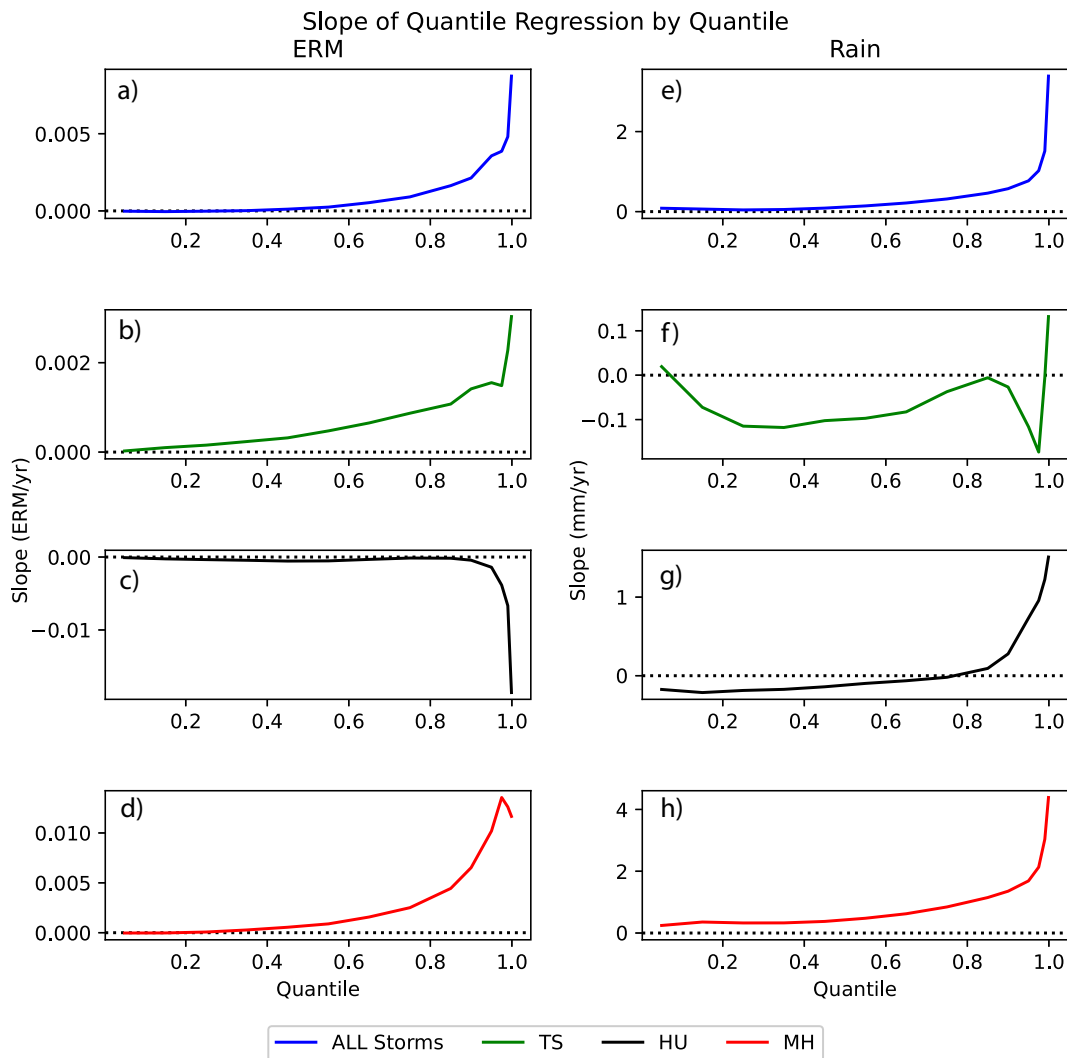 Slope of Quantile Regression by Quantile
ERM
Rain
a)
0.005
0.000
0.2 0.4 0.6 0.8 1.0
e)
2
0
0.2 0.4 0.6 0.8 1.0
b)
0.002
0.000
0.2 0.4 0.6 0.8 1.0
f)
0.1
0.0
−0.1
0.2 0.4 0.6 0.8 1.0
Slope (ERM/yr)
Slope (mm/yr)
c)
0.00
−0.01
0.2 0.4 0.6 0.8 1.0
g)
1
0
0.2 0.4 0.6 0.8 1.0
d)
0.010
0.005
0.000
0.2 0.4 0.6 0.8 1.0
Quantile
h)
4
2
0
0.2 0.4 0.6 0.8 1.0
Quantile
ALL Storms TS HU MH